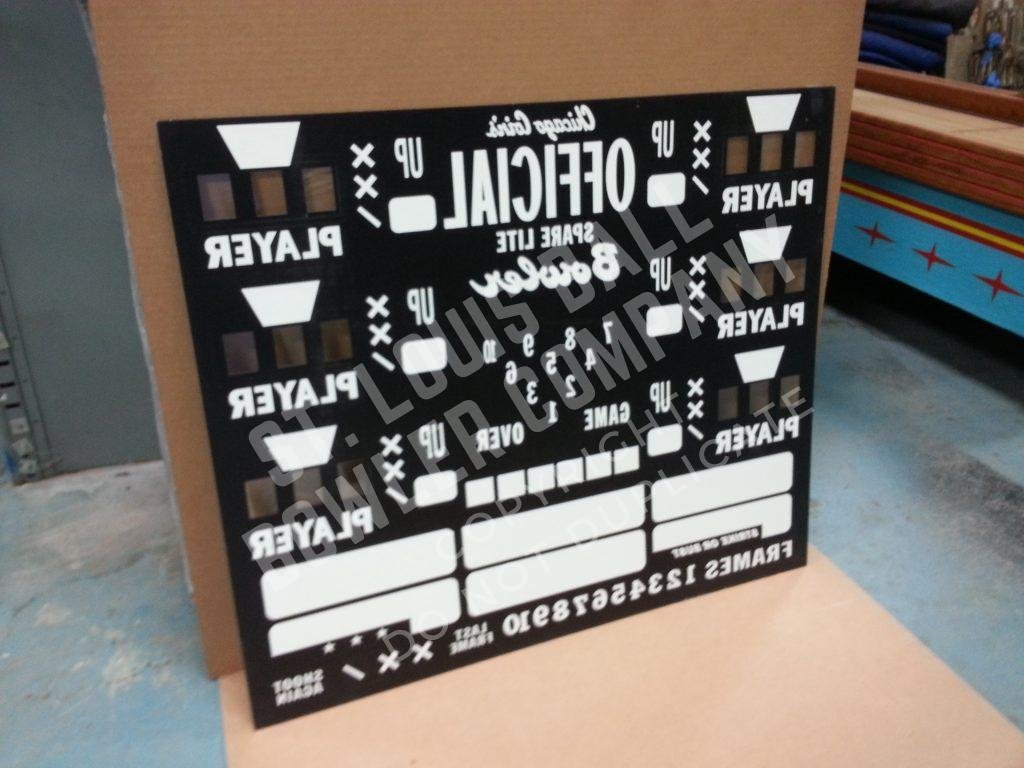 Chicago Coin's
OFFICIAL
SPARE LITE
Bowler
UP
UP
PLAYER
PLAYER
UP
UP
PLAYER
PLAYER
7 8 9 10
4 5 6
2 3
1
GAME OVER
UP
UP
PLAYER
PLAYER
STRIKE OR BUST
FRAMES 1 2 3 4 5 6 7 8 9 10
LAST
FRAME
SHOOT
AGAIN
ST. LOUIS BALL
BOWLER COMPANY
COPYRIGHT
DO NOT DUPLICATE